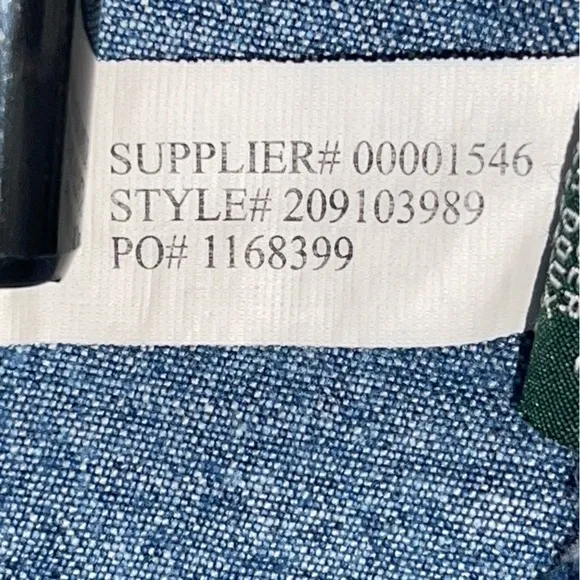 SUPPLIER# 00001546
STYLE# 209103989
PO# 1168399